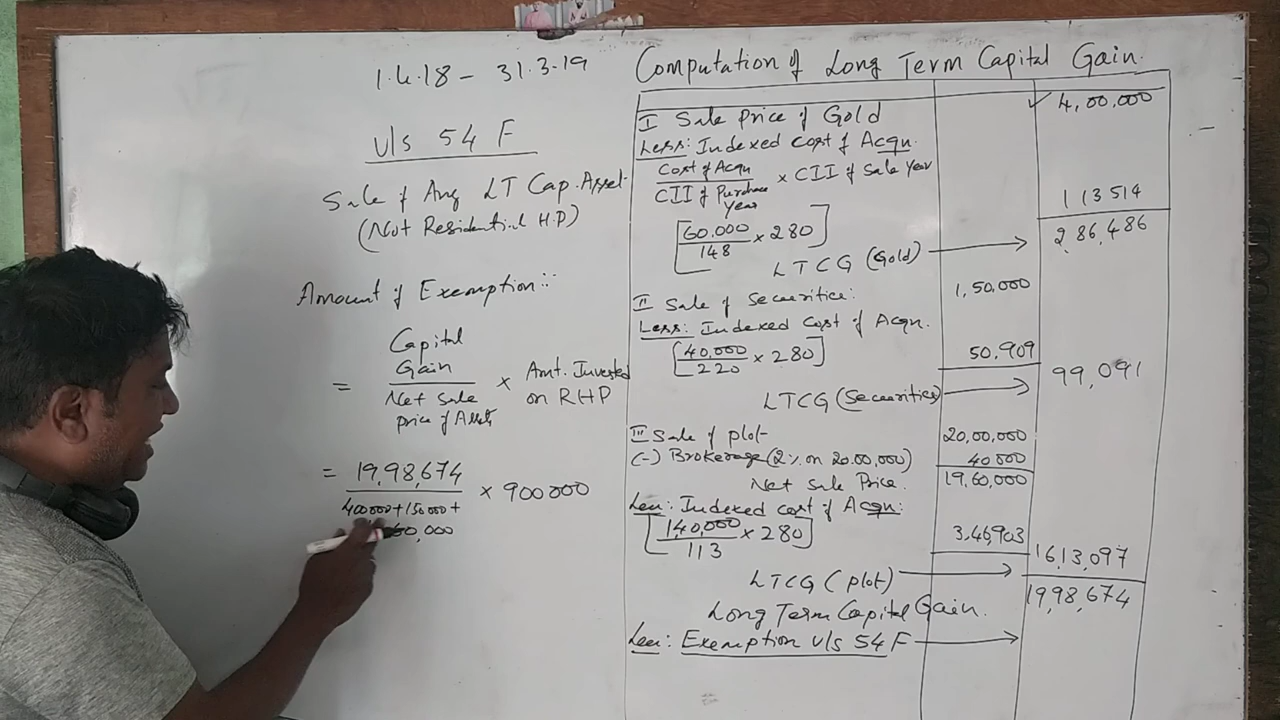 1.4.18 - 31.3.19
U/s 54 F
Sale of Any LT Cap. Asset
(Not Residential H.P)
Amount of Exemption::
Capital
Gain
= × Amt. Invested
Net Sale on RHP
price of Asset
= 19,98,674
× 900000
400000+150000+
60,000
Computation of Long Term Capital Gain.
I Sale price of Gold ✓ 4,00,000
Less: Indexed cost of Acqn.
Cost of Acqn × CII of Sale Year
CII of Purchase
year
1 13 514
[60.000 × 280]
148
LTCG (Gold) → 2,86,486
II Sale of Securities: 1,50,000
Less: Indexed Cost of Acqn.
[40,000 × 280] 50,909
220
LTCG (Securities) → 99,091
III Sale of plot 20,00,000
(-) Brokerage (2% on 20.00,000) 40000
Net Sale Price. 19,60,000
Less: Indexed cost of Acqn:
[140,000 × 280] 3,46,903
113
LTCG (plot) → 16,13,097
Long Term Capital Gain. 19,98,674
Less: Exemption U/s 54 F →